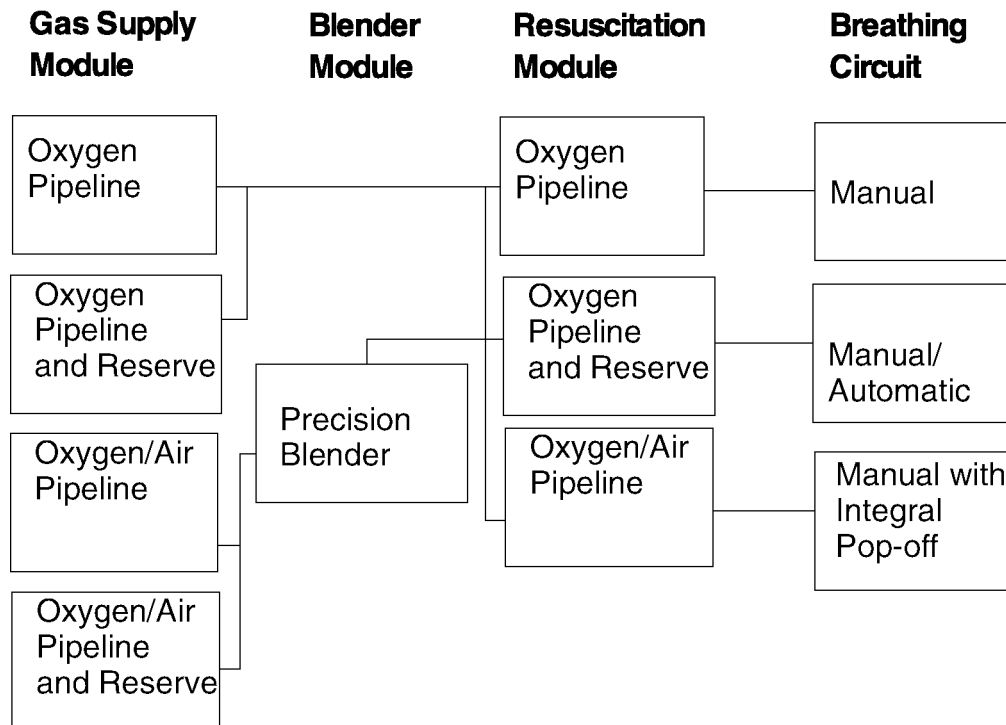 Gas Supply
Module
Blender
Module
Resuscitation
Module
Breathing
Circuit
Oxygen
Pipeline
Oxygen
Pipeline
and Reserve
Oxygen/Air
Pipeline
Oxygen/Air
Pipeline
and Reserve
Precision
Blender
Oxygen
Pipeline
Oxygen
Pipeline
and Reserve
Oxygen/Air
Pipeline
Manual
Manual/
Automatic
Manual with
Integral
Pop-off